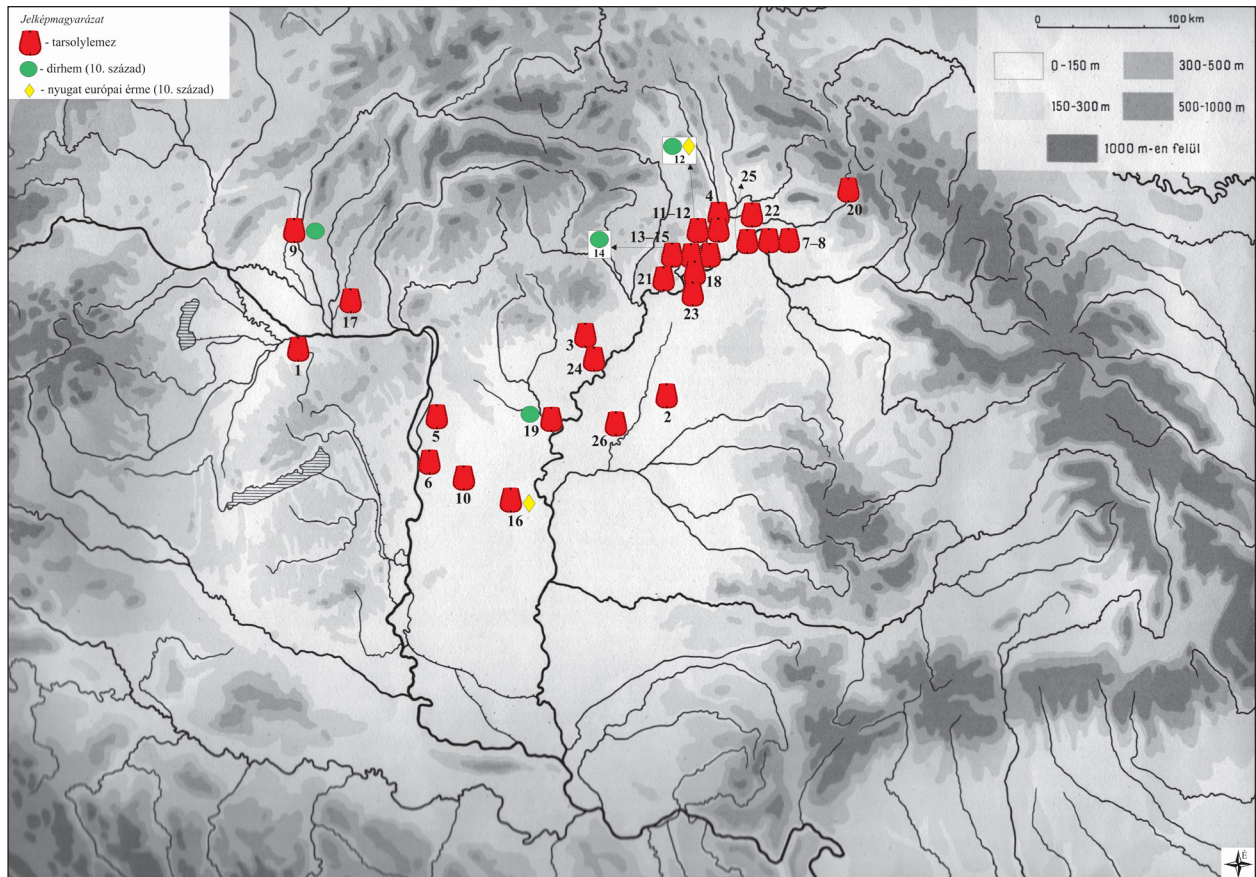 Jelképmagyarázat
- tarsolylemez
- dirhem (10. század)
- nyugat európai érme (10. század)
0 100 km
0-150 m 300-500 m
150-300 m 500-1000 m
1000 m-en felül
12
25
4
20
11–12
22
9
13–15
7–8
14
21
18
17
23
3
1
24
2
5
19
26
6
10
16
É